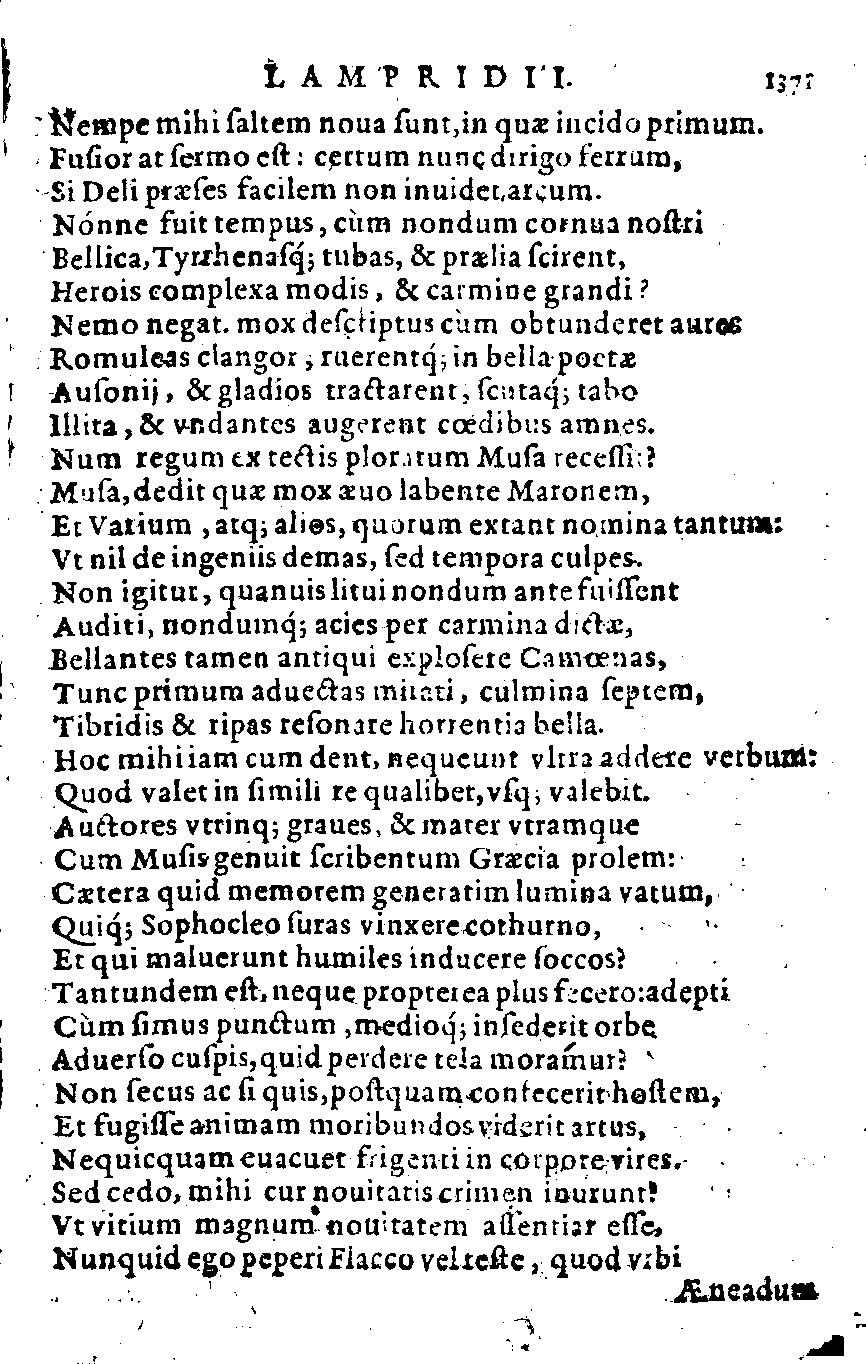 LAMPRIDII. 1371
Nempe mihi ſaltem noua ſunt,in quæ incido primum.
Fuſior at ſermo eſt: certum nunc dirigo ferrum,
Si Deli præſes facilem non inuidet,arcum.
Nónne fuit tempus, cùm nondum cornua noſtri
Bellica,Tyrrhenaſq́; tubas, & prælia ſcirent,
Herois complexa modis, & carmine grandi?
Nemo negat. mox deſcriptus cùm obtunderet aures
Romuleas clangor, ruerentq́; in bella poetæ
Auſonij, & gladios tractarent, ſcutaq́; tabo
Illita, & vndantes augerent cœdibus amnes.
Num regum ex tectis ploratum Muſa receſſit?
Muſa,dedit quæ mox æuo labente Maronem,
Et Varium, atq; alios, quorum extant nomina tantum:
Vt nil de ingeniis demas, ſed tempora culpes.
Non igitur, quanuis litui nondum ante fuiſſent
Auditi, nondumq́; acies per carmina dictæ,
Bellantes tamen antiqui exploſere Camœnas,
Tunc primum aduectas mirati, culmina ſeptem,
Tibridis & ripas reſonare horrentia bella.
Hoc mihi iam cum dent, nequeunt vltra addere verbum:
Quod valet in ſimili re qualibet,vſq; valebit.
Auctores vtrinq; graues, & mater vtramque
Cum Muſis genuit ſcribentum Græcia prolem:
Cætera quid memorem generatim lumina vatum,
Quiq́; Sophocleo ſuras vinxere cothurno,
Et qui maluerunt humiles inducere ſoccos?
Tantundem eſt, neque propterea plus fecero:adepti
Cùm ſimus punctum ,medioq́; inſederit orbe
Aduerſo cuſpis,quid perdere tela moramur?
Non ſecus ac ſi quis,poſtquam confecerit hoſtem,
Et fugiſſe animam moribundos viderit artus,
Nequicquam euacuet frigenti in corpore vires.
Sed cedo, mihi cur nouitatis crimen inurunt?
Vt vitium magnum nouitatem aſſentiar eſſe,
Nunquid ego peperi Flacco vel teſte, quod vrbi
Æneadum